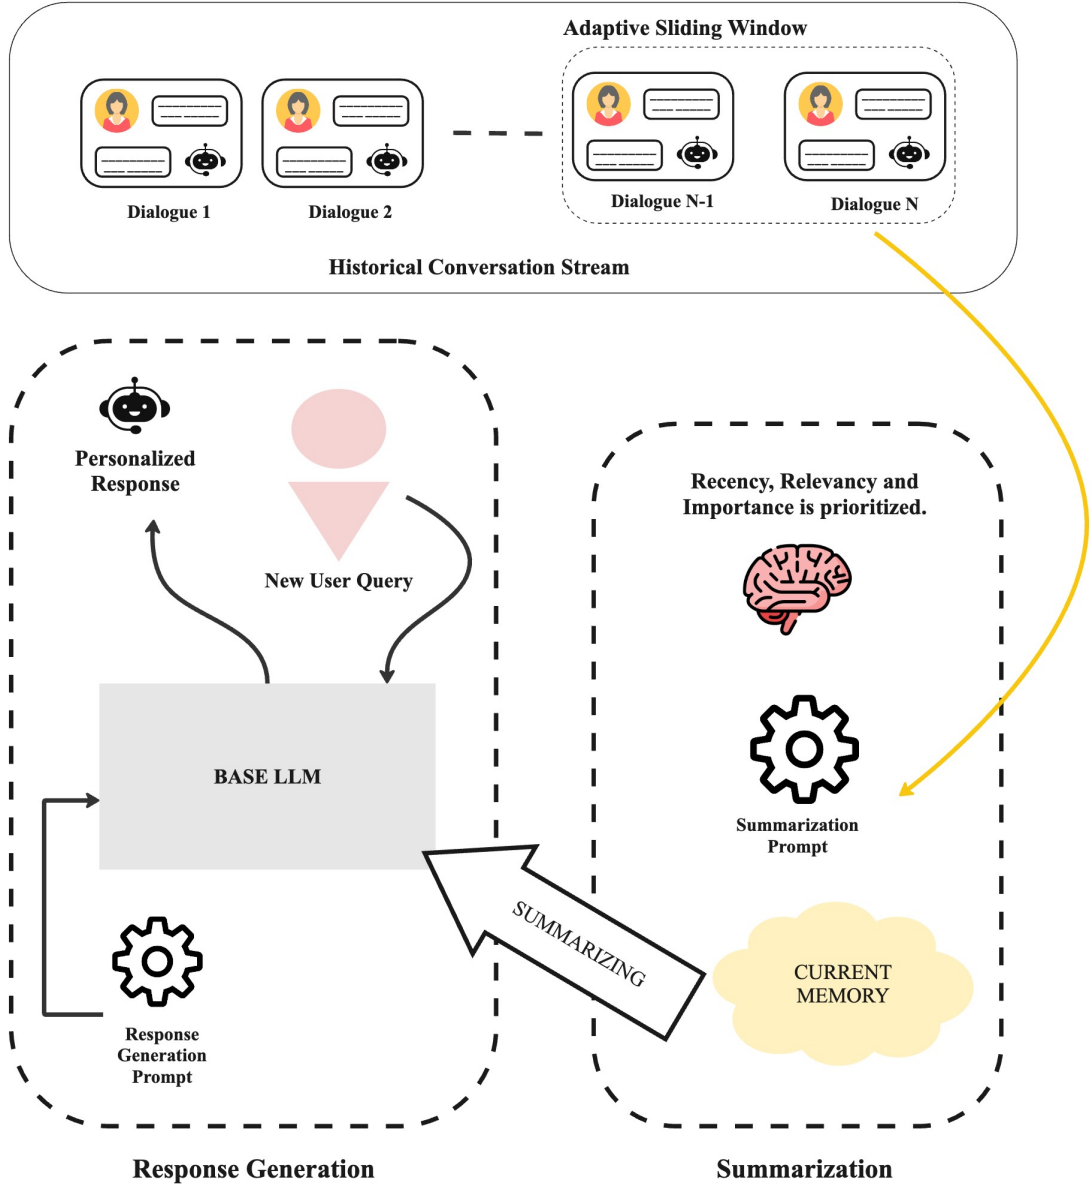 Adaptive Sliding Window
Dialogue 1
Dialogue 2
Dialogue N-1
Dialogue N
Historical Conversation Stream
Personalized
Response
New User Query
BASE LLM
Response
Generation
Prompt
Response Generation
Recency, Relevancy and
Importance is prioritized.
Summarization
Prompt
SUMMARIZING
CURRENT
MEMORY
Summarization